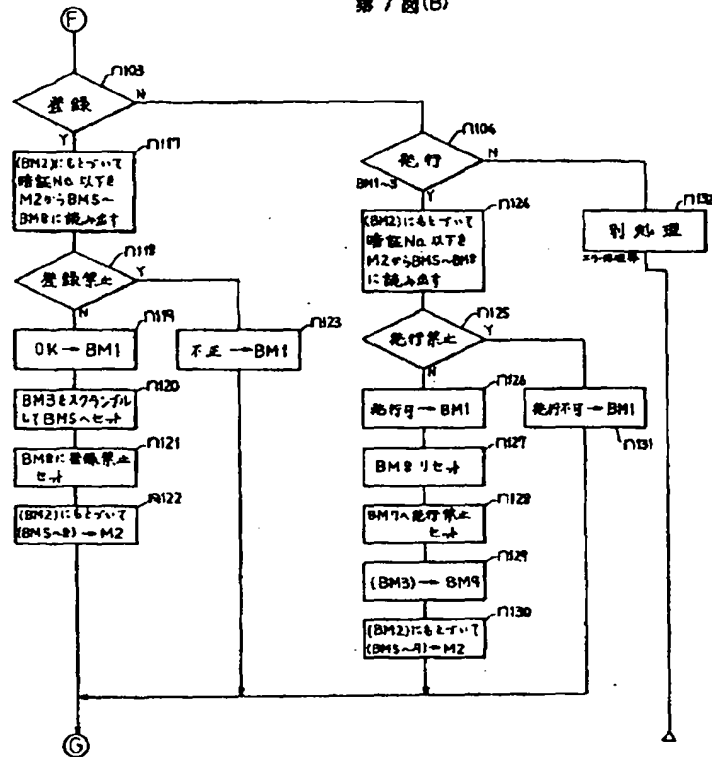 第7図(B)
F
n103
登録
N
Y
n117
(BM2)にもとづいて
暗証No.以下を
M2からBM5〜
BM8に読み出す
n118
登録禁止
Y
N
n119
OK→BM1
n123
不正→BM1
n120
BM3をスクランブル
してBM5へセット
n121
BM8に登録禁止
セット
n122
(BM2)にもとづいて
(BM5〜8)→M2
G
n106
発行
N
BM1〜3
Y
n124
(BM2)にもとづいて
暗証No.以下を
M2からBM5〜BM8
に読み出す
n125
発行禁止
Y
N
n126
発行可→BM1
発行不可→BM1
n131
n127
BM8リセット
n128
BM7へ発行禁止
セット
n129
(BM3)→BM9
n130
(BM2)にもとづいて
(BM5〜9)→M2
n132
別処理